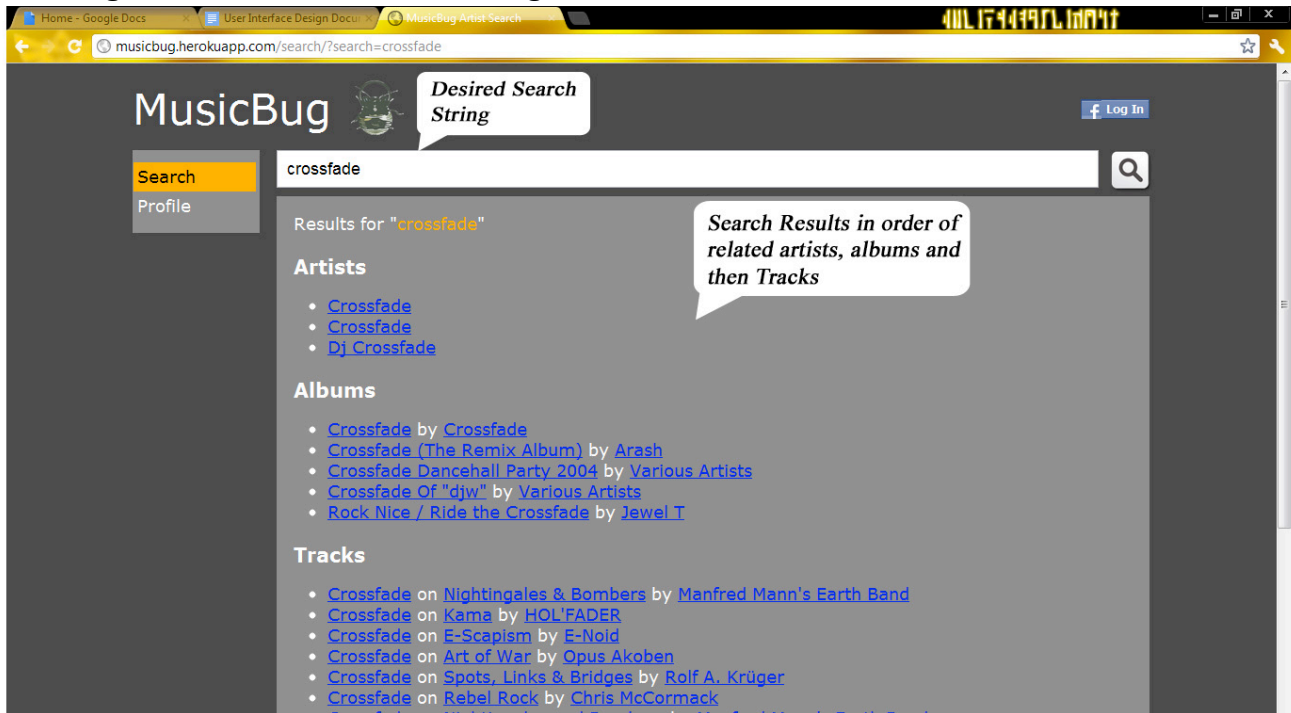 Home - Google Docs
User Interface Design Docu
MusicBug Artist Search
musicbug.herokuapp.com/search/?search=crossfade
MusicBug
Desired Search
String
Log In
Search
crossfade
Profile
Results for "crossfade"
Search Results in order of
related artists, albums and
then Tracks
Artists
• Crossfade
• Crossfade
• Dj Crossfade
Albums
• Crossfade by Crossfade
• Crossfade (The Remix Album) by Arash
• Crossfade Dancehall Party 2004 by Various Artists
• Crossfade Of "djw" by Various Artists
• Rock Nice / Ride the Crossfade by Jewel T
Tracks
• Crossfade on Nightingales & Bombers by Manfred Mann's Earth Band
• Crossfade on Kama by HOL'FADER
• Crossfade on E-Scapism by E-Noid
• Crossfade on Art of War by Opus Akoben
• Crossfade on Spots, Links & Bridges by Rolf A. Krüger
• Crossfade on Rebel Rock by Chris McCormack